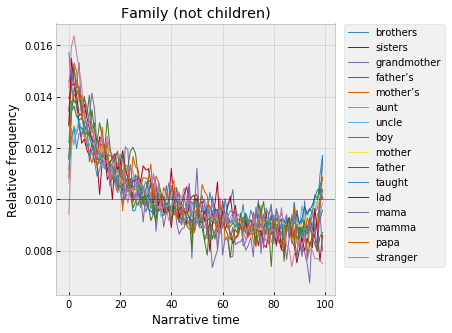 Family (not children)
0.016
0.014
0.012
0.010
0.008
Relative frequency
0 20 40 60 80 100
Narrative time
brothers
sisters
grandmother
father’s
mother’s
aunt
uncle
boy
mother
father
taught
lad
mama
mamma
papa
stranger